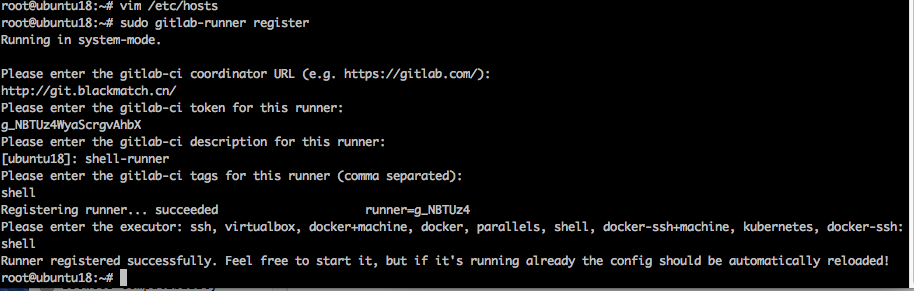 root@ubuntu18:~# vim /etc/hosts
root@ubuntu18:~# sudo gitlab-runner register
Running in system-mode.
Please enter the gitlab-ci coordinator URL (e.g. https://gitlab.com/):
http://git.blackmatch.cn/
Please enter the gitlab-ci token for this runner:
g_NBTUz4WyaScrgvAhbX
Please enter the gitlab-ci description for this runner:
[ubuntu18]: shell-runner
Please enter the gitlab-ci tags for this runner (comma separated):
shell
Registering runner... succeeded                     runner=g_NBTUz4
Please enter the executor: ssh, virtualbox, docker+machine, docker, parallels, shell, docker-ssh+machine, kubernetes, docker-ssh:
shell
Runner registered successfully. Feel free to start it, but if it's running already the config should be automatically reloaded!
root@ubuntu18:~#